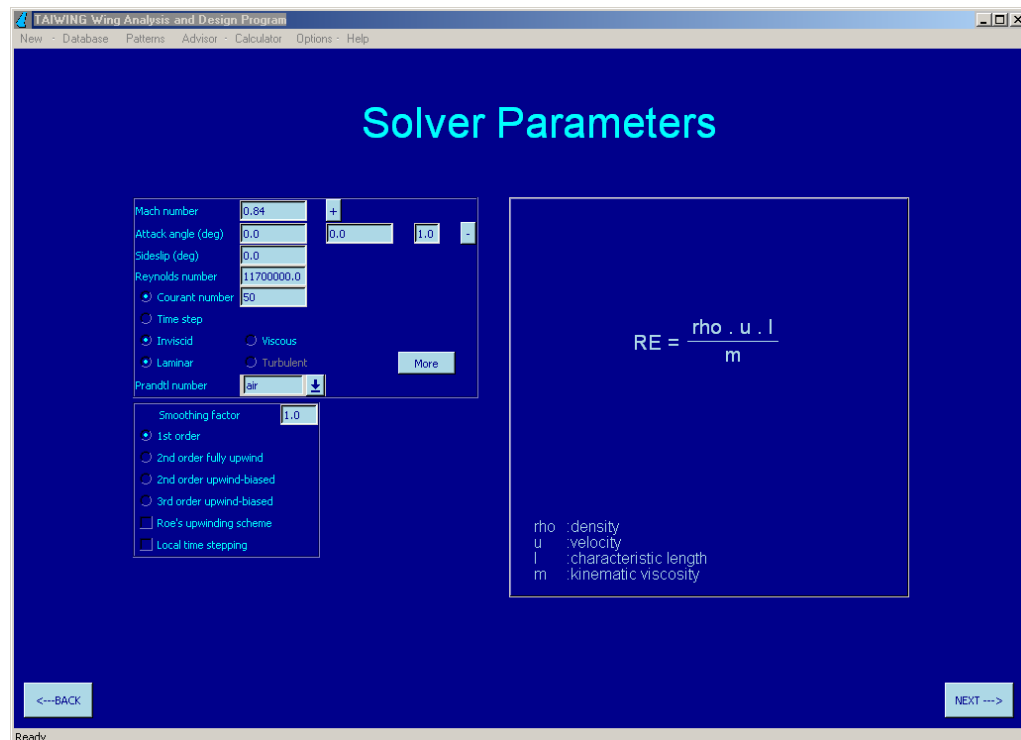 TAIWING Wing Analysis and Design Program
New - Database Patterns Advisor - Calculator Options - Help
Solver Parameters
Mach number 0.84 +
Attack angle (deg) 0.0 0.0 1.0 -
Sideslip (deg) 0.0
Reynolds number 11700000.0
Courant number 50
Time step
Inviscid Viscous
Laminar Turbulent More
Prandtl number air
Smoothing factor 1.0
1st order
2nd order fully upwind
2nd order upwind-biased
3rd order upwind-biased
Roe's upwinding scheme
Local time stepping
RE = rho . u . l
m
rho :density
u :velocity
l :characteristic length
m :kinematic viscosity
<---BACK NEXT --->
Ready